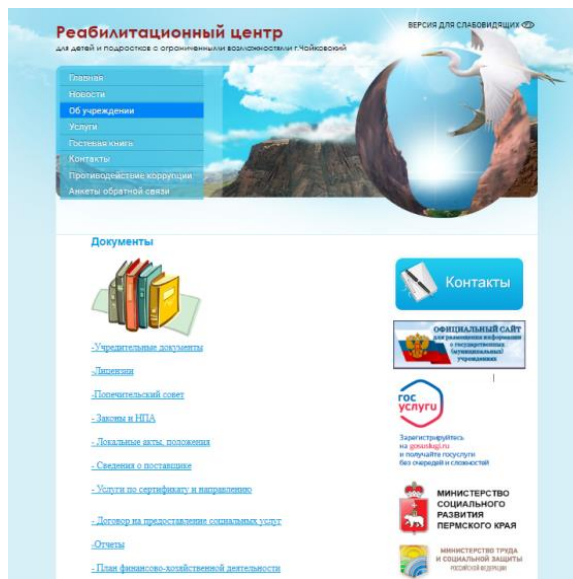 Реабилитационный центр
для детей и подростков с ограниченными возможностями г.Чайковский
ВЕРСИЯ ДЛЯ СЛАБОВИДЯЩИХ
Главная
Новости
Об учреждении
Услуги
Гостевая книга
Контакты
Противодействие коррупции
Анкеты обратной связи
Документы
-Учредительные документы
-Лицензии
-Попечительский совет
- Законы и НПА
- Локальные акты, положения
- Сведения о поставщике
- Услуги по сертификату и направлению
- Договор на предоставление социальных услуг
-Отчеты
- План финансово-хозяйственной деятельности
Контакты
ОФИЦИАЛЬНЫЙ САЙТ
для размещения информации
о государственных
(муниципальных)
учреждениях
гос
услуги
Зарегистрируйтесь
на gosuslugi.ru
и получайте госуслуги
без очередей и сложностей
МИНИСТЕРСТВО
СОЦИАЛЬНОГО
РАЗВИТИЯ
ПЕРМСКОГО КРАЯ
МИНИСТЕРСТВО ТРУДА
И СОЦИАЛЬНОЙ ЗАЩИТЫ
РОССИЙСКОЙ ФЕДЕРАЦИИ